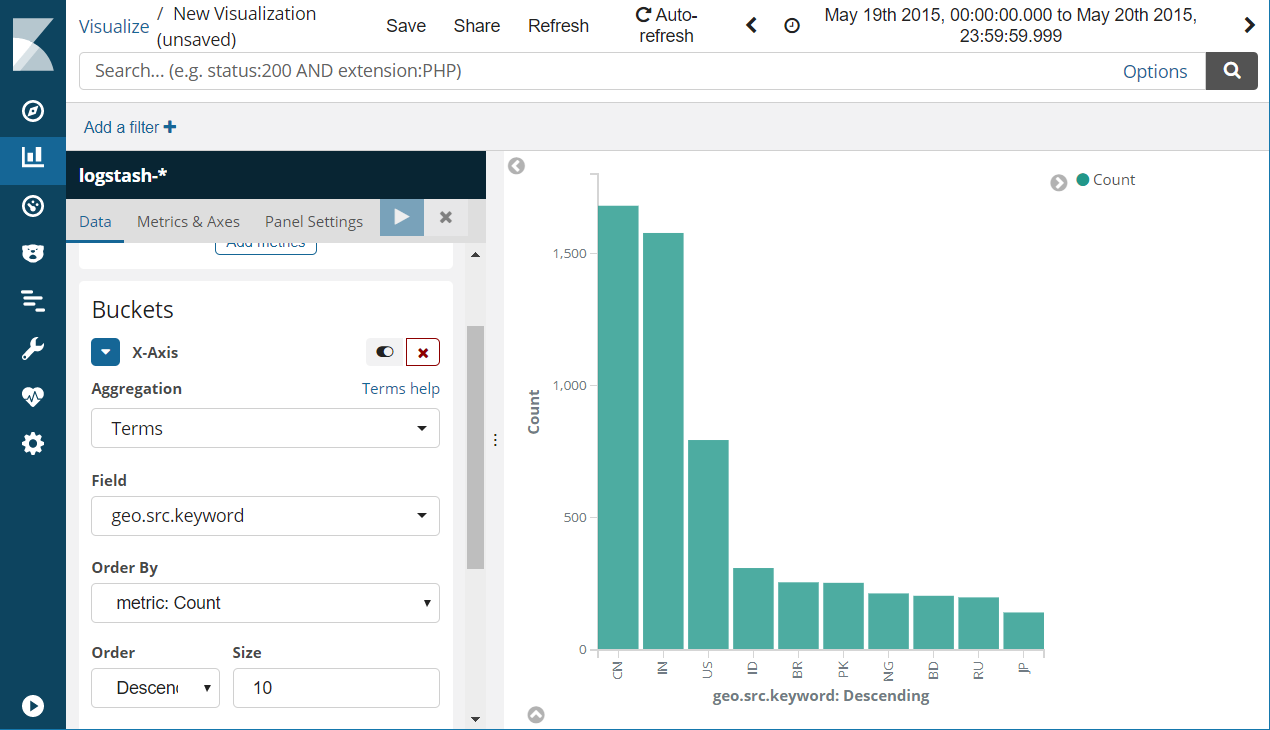 Visualize / New Visualization (unsaved)
Save Share Refresh Auto-refresh
May 19th 2015, 00:00:00.000 to May 20th 2015,
23:59:59.999
Search... (e.g. status:200 AND extension:PHP)
Options
Add a filter
logstash-*
Data Metrics & Axes Panel Settings
Add metrics
Buckets
X-Axis
Aggregation Terms help
Terms
Field
geo.src.keyword
Order By
metric: Count
Order Size
Descen 10
Count
Count
1,500
1,000
500
0
CN IN US ID BR PK NG BD RU JP
geo.src.keyword: Descending